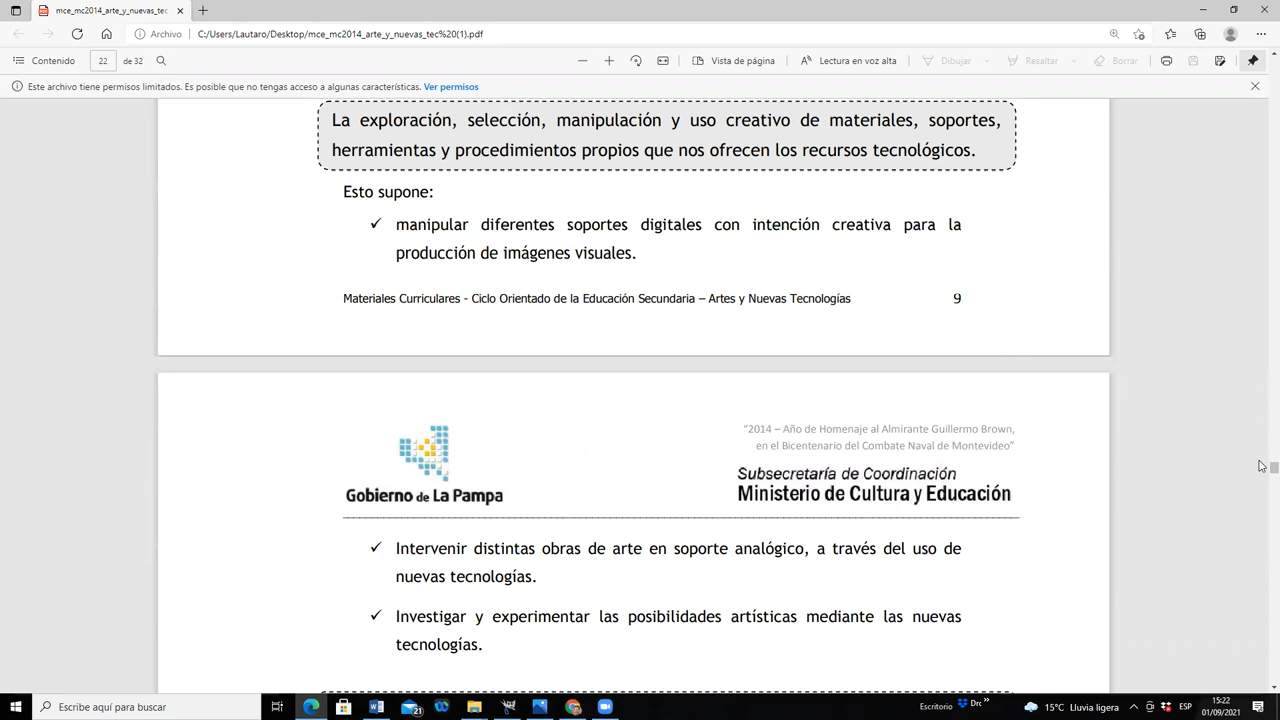 mce_mc2014_arte_y_nuevas_tec
Archivo C:/Users/Lautaro/Desktop/mce_mc2014_arte_y_nuevas_tec%20(1).pdf
Contenido 22 de 32 Vista de página Lectura en voz alta Dibujar Resaltar Borrar
Este archivo tiene permisos limitados. Es posible que no tengas acceso a algunas características. Ver permisos
La exploración, selección, manipulación y uso creativo de materiales, soportes,
herramientas y procedimientos propios que nos ofrecen los recursos tecnológicos.
Esto supone:
✓ manipular diferentes soportes digitales con intención creativa para la
producción de imágenes visuales.
Materiales Curriculares - Ciclo Orientado de la Educación Secundaria – Artes y Nuevas Tecnologías 9
"2014 – Año de Homenaje al Almirante Guillermo Brown,
en el Bicentenario del Combate Naval de Montevideo"
Subsecretaría de Coordinación
Gobierno de La Pampa Ministerio de Cultura y Educación
✓ Intervenir distintas obras de arte en soporte analógico, a través del uso de
nuevas tecnologías.
✓ Investigar y experimentar las posibilidades artísticas mediante las nuevas
tecnologías.
Escribe aquí para buscar 21 Escritorio Drc » 15°C Lluvia ligera ESP 15:22
01/09/2021